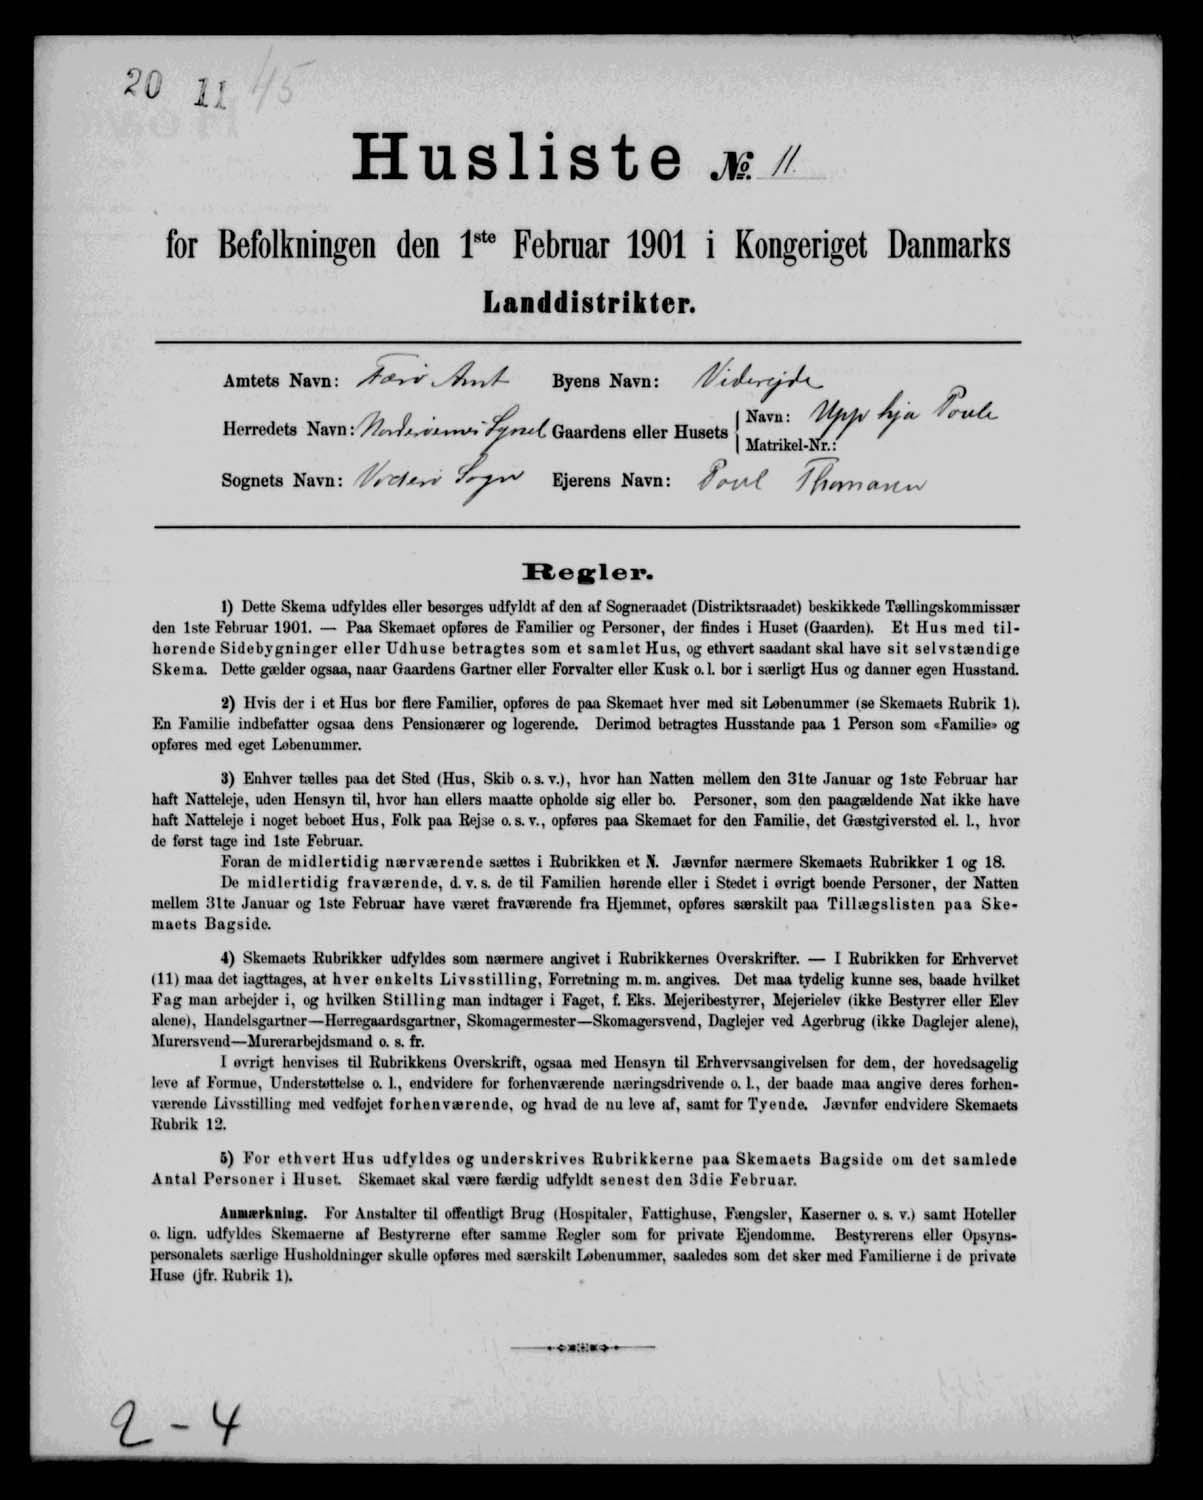 20 11 45
Husliste No. 11.
for Befolkningen den 1ste Februar 1901 i Kongeriget Danmarks
Landdistrikter.
Amtets Navn: Færø Amt Byens Navn: Viderejde
Herredets Navn: Norderøernes Syssel Gaardens eller Husets Navn: Upp hja Poule
Matrikel-Nr.:
Sognets Navn: Viderø Sogn Ejerens Navn: Poul Thomasen
Regler.
1) Dette Skema udfyldes eller besørges udfyldt af den af Sogneraadet (Distriktsraadet) beskikkede Tællingskommissær
den 1ste Februar 1901. — Paa Skemaet opføres de Familier og Personer, der findes i Huset (Gaarden). Et Hus med til-
hørende Sidebygninger eller Udhuse betragtes som et samlet Hus, og ethvert saadant skal have sit selvstændige
Skema. Dette gælder ogsaa, naar Gaardens Gartner eller Forvalter eller Kusk o. l. bor i særligt Hus og danner egen Husstand.
2) Hvis der i et Hus bor flere Familier, opføres de paa Skemaet hver med sit Løbenummer (se Skemaets Rubrik 1).
En Familie indbefatter ogsaa dens Pensionærer og logerende. Derimod betragtes Husstande paa 1 Person som «Familie» og
opføres med eget Løbenummer.
3) Enhver tælles paa det Sted (Hus, Skib o. s. v.), hvor han Natten mellem den 31te Januar og 1ste Februar har
haft Natteleje, uden Hensyn til, hvor han ellers maatte opholde sig eller bo. Personer, som den paagældende Nat ikke have
haft Natteleje i noget beboet Hus, Folk paa Rejse o. s. v., opføres paa Skemaet for den Familie, det Gæstgiversted el. l., hvor
de først tage ind 1ste Februar.
Foran de midlertidig nærværende sættes i Rubrikken et N. Jævnfør nærmere Skemaets Rubrikker 1 og 18.
De midlertidig fraværende, d. v. s. de til Familien hørende eller i Stedet i øvrigt boende Personer, der Natten
mellem 31te Januar og 1ste Februar have været fraværende fra Hjemmet, opføres særskilt paa Tillægslisten paa Ske-
maets Bagside.
4) Skemaets Rubrikker udfyldes som nærmere angivet i Rubrikkernes Overskrifter. — I Rubrikken for Erhvervet
(11) maa det iagttages, at hver enkelts Livsstilling, Forretning m. m. angives. Det maa tydelig kunne ses, baade hvilket
Fag man arbejder i, og hvilken Stilling man indtager i Faget, f. Eks. Mejeribestyrer, Mejerielev (ikke Bestyrer eller Elev
alene), Handelsgartner—Herregaardsgartner, Skomagermester—Skomagersvend, Daglejer ved Agerbrug (ikke Daglejer alene),
Murersvend—Murerarbejdsmand o. s. fr.
I øvrigt henvises til Rubrikkens Overskrift, ogsaa med Hensyn til Erhvervsangivelsen for dem, der hovedsagelig
leve af Formue, Understøttelse o. l., endvidere for forhenværende næringsdrivende o. l., der baade maa angive deres forhen-
værende Livsstilling med vedføjet forhenværende, og hvad de nu leve af, samt for Tyende. Jævnfør endvidere Skemaets
Rubrik 12.
5) For ethvert Hus udfyldes og underskrives Rubrikkerne paa Skemaets Bagside om det samlede
Antal Personer i Huset. Skemaet skal være færdig udfyldt senest den 3die Februar.
Anmærkning. For Anstalter til offentligt Brug (Hospitaler, Fattighuse, Fængsler, Kaserner o. s. v.) samt Hoteller
o. lign. udfyldes Skemaerne af Bestyrerne efter samme Regler som for private Ejendomme. Bestyrerens eller Opsyns-
personalets særlige Husholdninger skulle opføres med særskilt Løbenummer, saaledes som det sker med Familierne i de private
Huse (jfr. Rubrik 1).
2 - 4